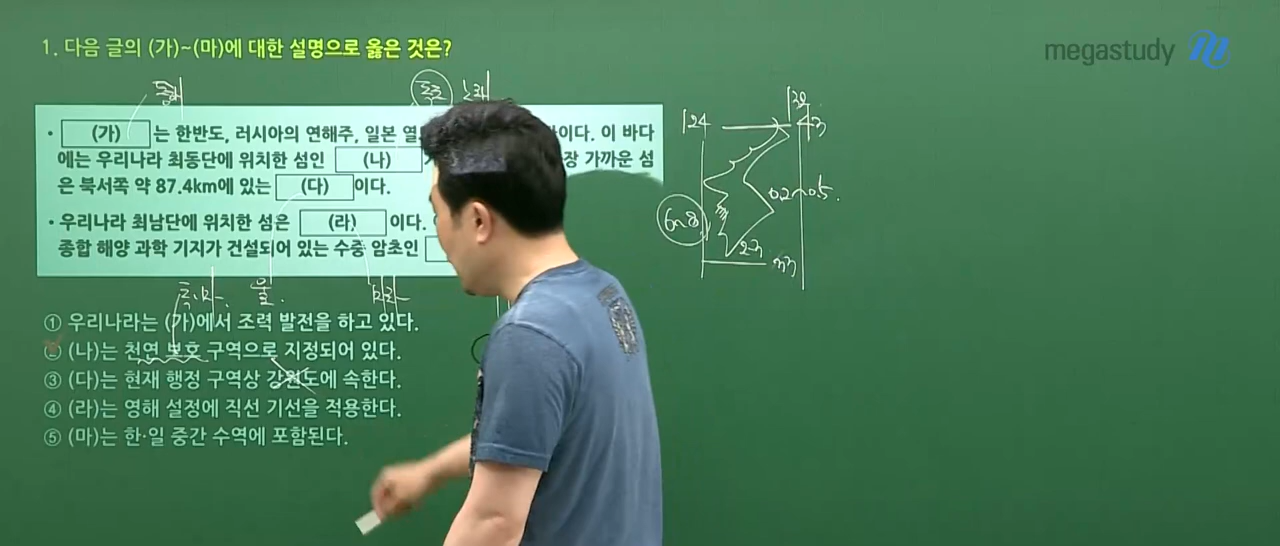 1. 다음 글의 (가)~(마)에 대한 설명으로 옳은 것은?
megastudy
동해
독도
132
• (가) 는 한반도, 러시아의 연해주, 일본 이다. 이 바다
124
43
에는 우리나라 최동단에 위치한 섬인 (나) 가까운 섬
은 북서쪽 약 87.4km에 있는 (다) 이다.
0.2~0.5
• 우리나라 최남단에 위치한 섬은 (라) 이다.
6~8
종합 해양 과학 기지가 건설되어 있는 수중 암초인
33
울
① 우리나라는 (가)에서 조력 발전을 하고 있다.
② (나)는 천연 보호 구역으로 지정되어 있다.
③ (다)는 현재 행정 구역상 강원도에 속한다.
④ (라)는 영해 설정에 직선 기선을 적용한다.
⑤ (마)는 한·일 중간 수역에 포함된다.